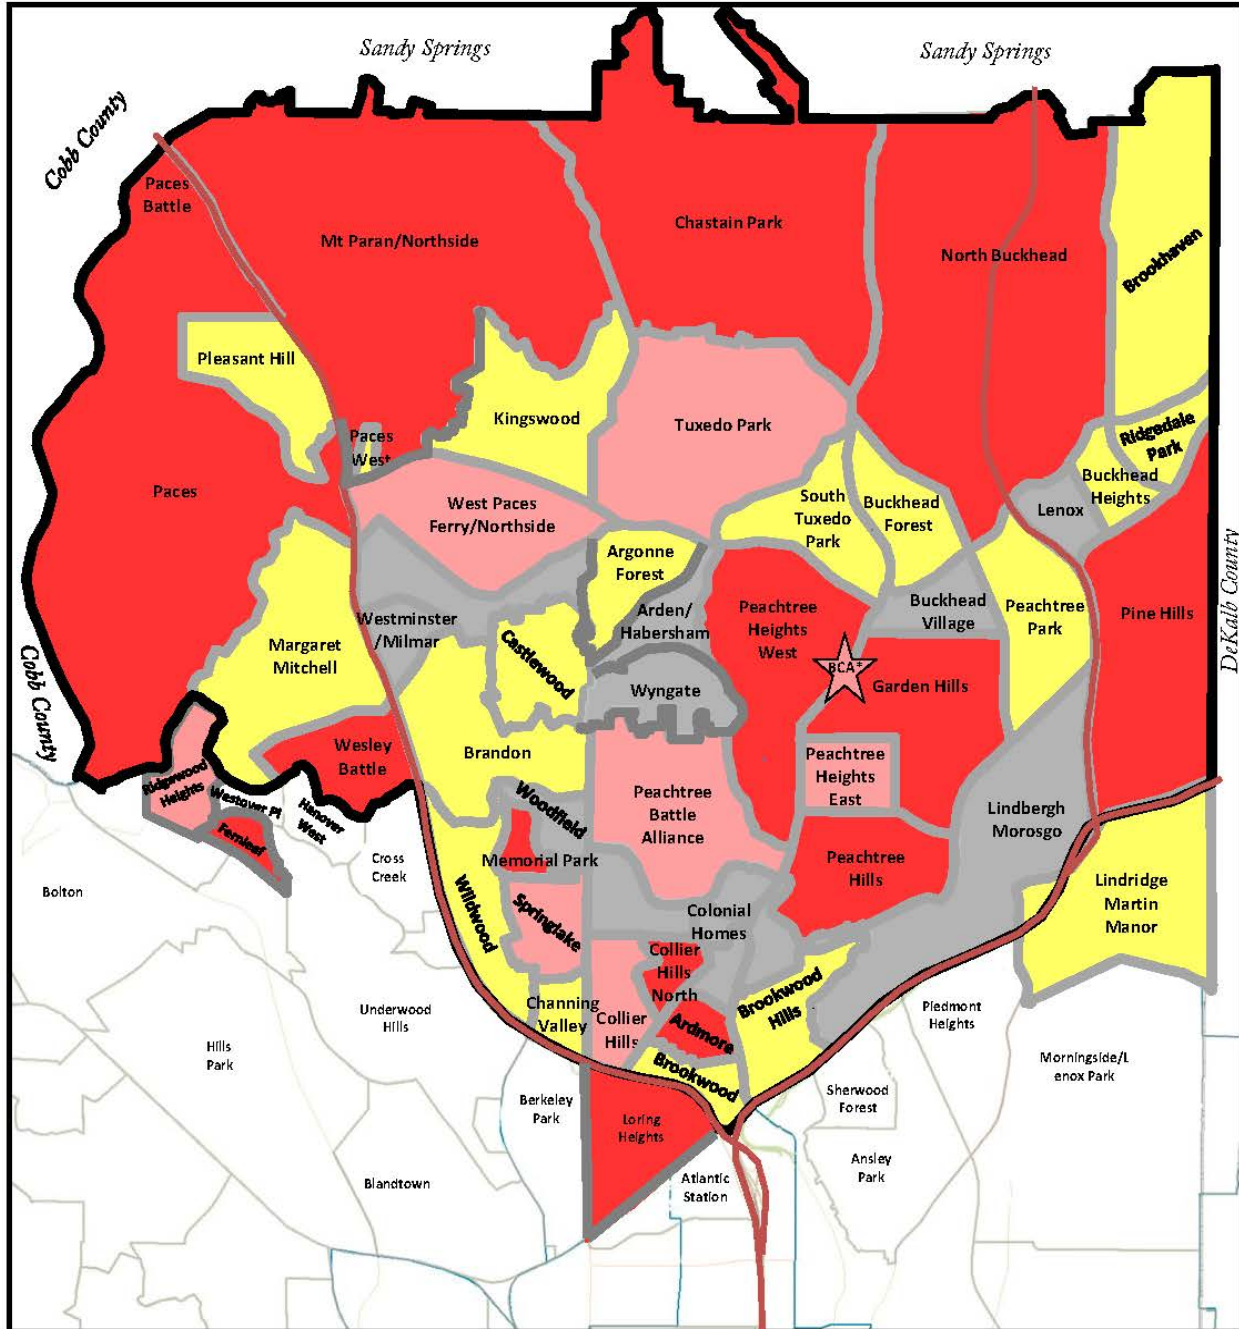 Sandy Springs
Sandy Springs
Cobb County
Paces
Battle
Mt Paran/Northside
Chastain Park
North Buckhead
Brookhaven
Pleasant Hill
Kingswood
Tuxedo Park
Paces
West
Ridgedale
Park
Buckhead
Heights
Paces
West Paces
Ferry/Northside
South
Tuxedo
Park
Buckhead
Forest
Lenox
Argonne
Forest
DeKalb County
Westminster
/Milmar
Arden/
Habersham
Peachtree
Heights
West
Buckhead
Village
Peachtree
Park
Pine Hills
Margaret
Mitchell
Castlewood
BCA*
Garden Hills
Cobb County
Wyngate
Wesley
Battle
Brandon
Peachtree
Heights
East
Ridgewood
Heights
Westover Pl
Hanover
West
Fernleaf
Woodfield
Peachtree
Battle
Alliance
Lindbergh
Morosgo
Cross
Creek
Memorial Park
Peachtree
Hills
Bolton
Wildwood
Springlake
Colonial
Homes
Lindridge
Martin
Manor
Collier
Hills
North
Underwood
Hills
Channing
Valley
Collier
Hills
Ardmore
Brookwood
Hills
Piedmont
Heights
Hills
Park
Brookwood
Morningside/L
enox Park
Berkeley
Park
Loring
Heights
Sherwood
Forest
Ansley
Park
Blandtown
Atlantic
Station